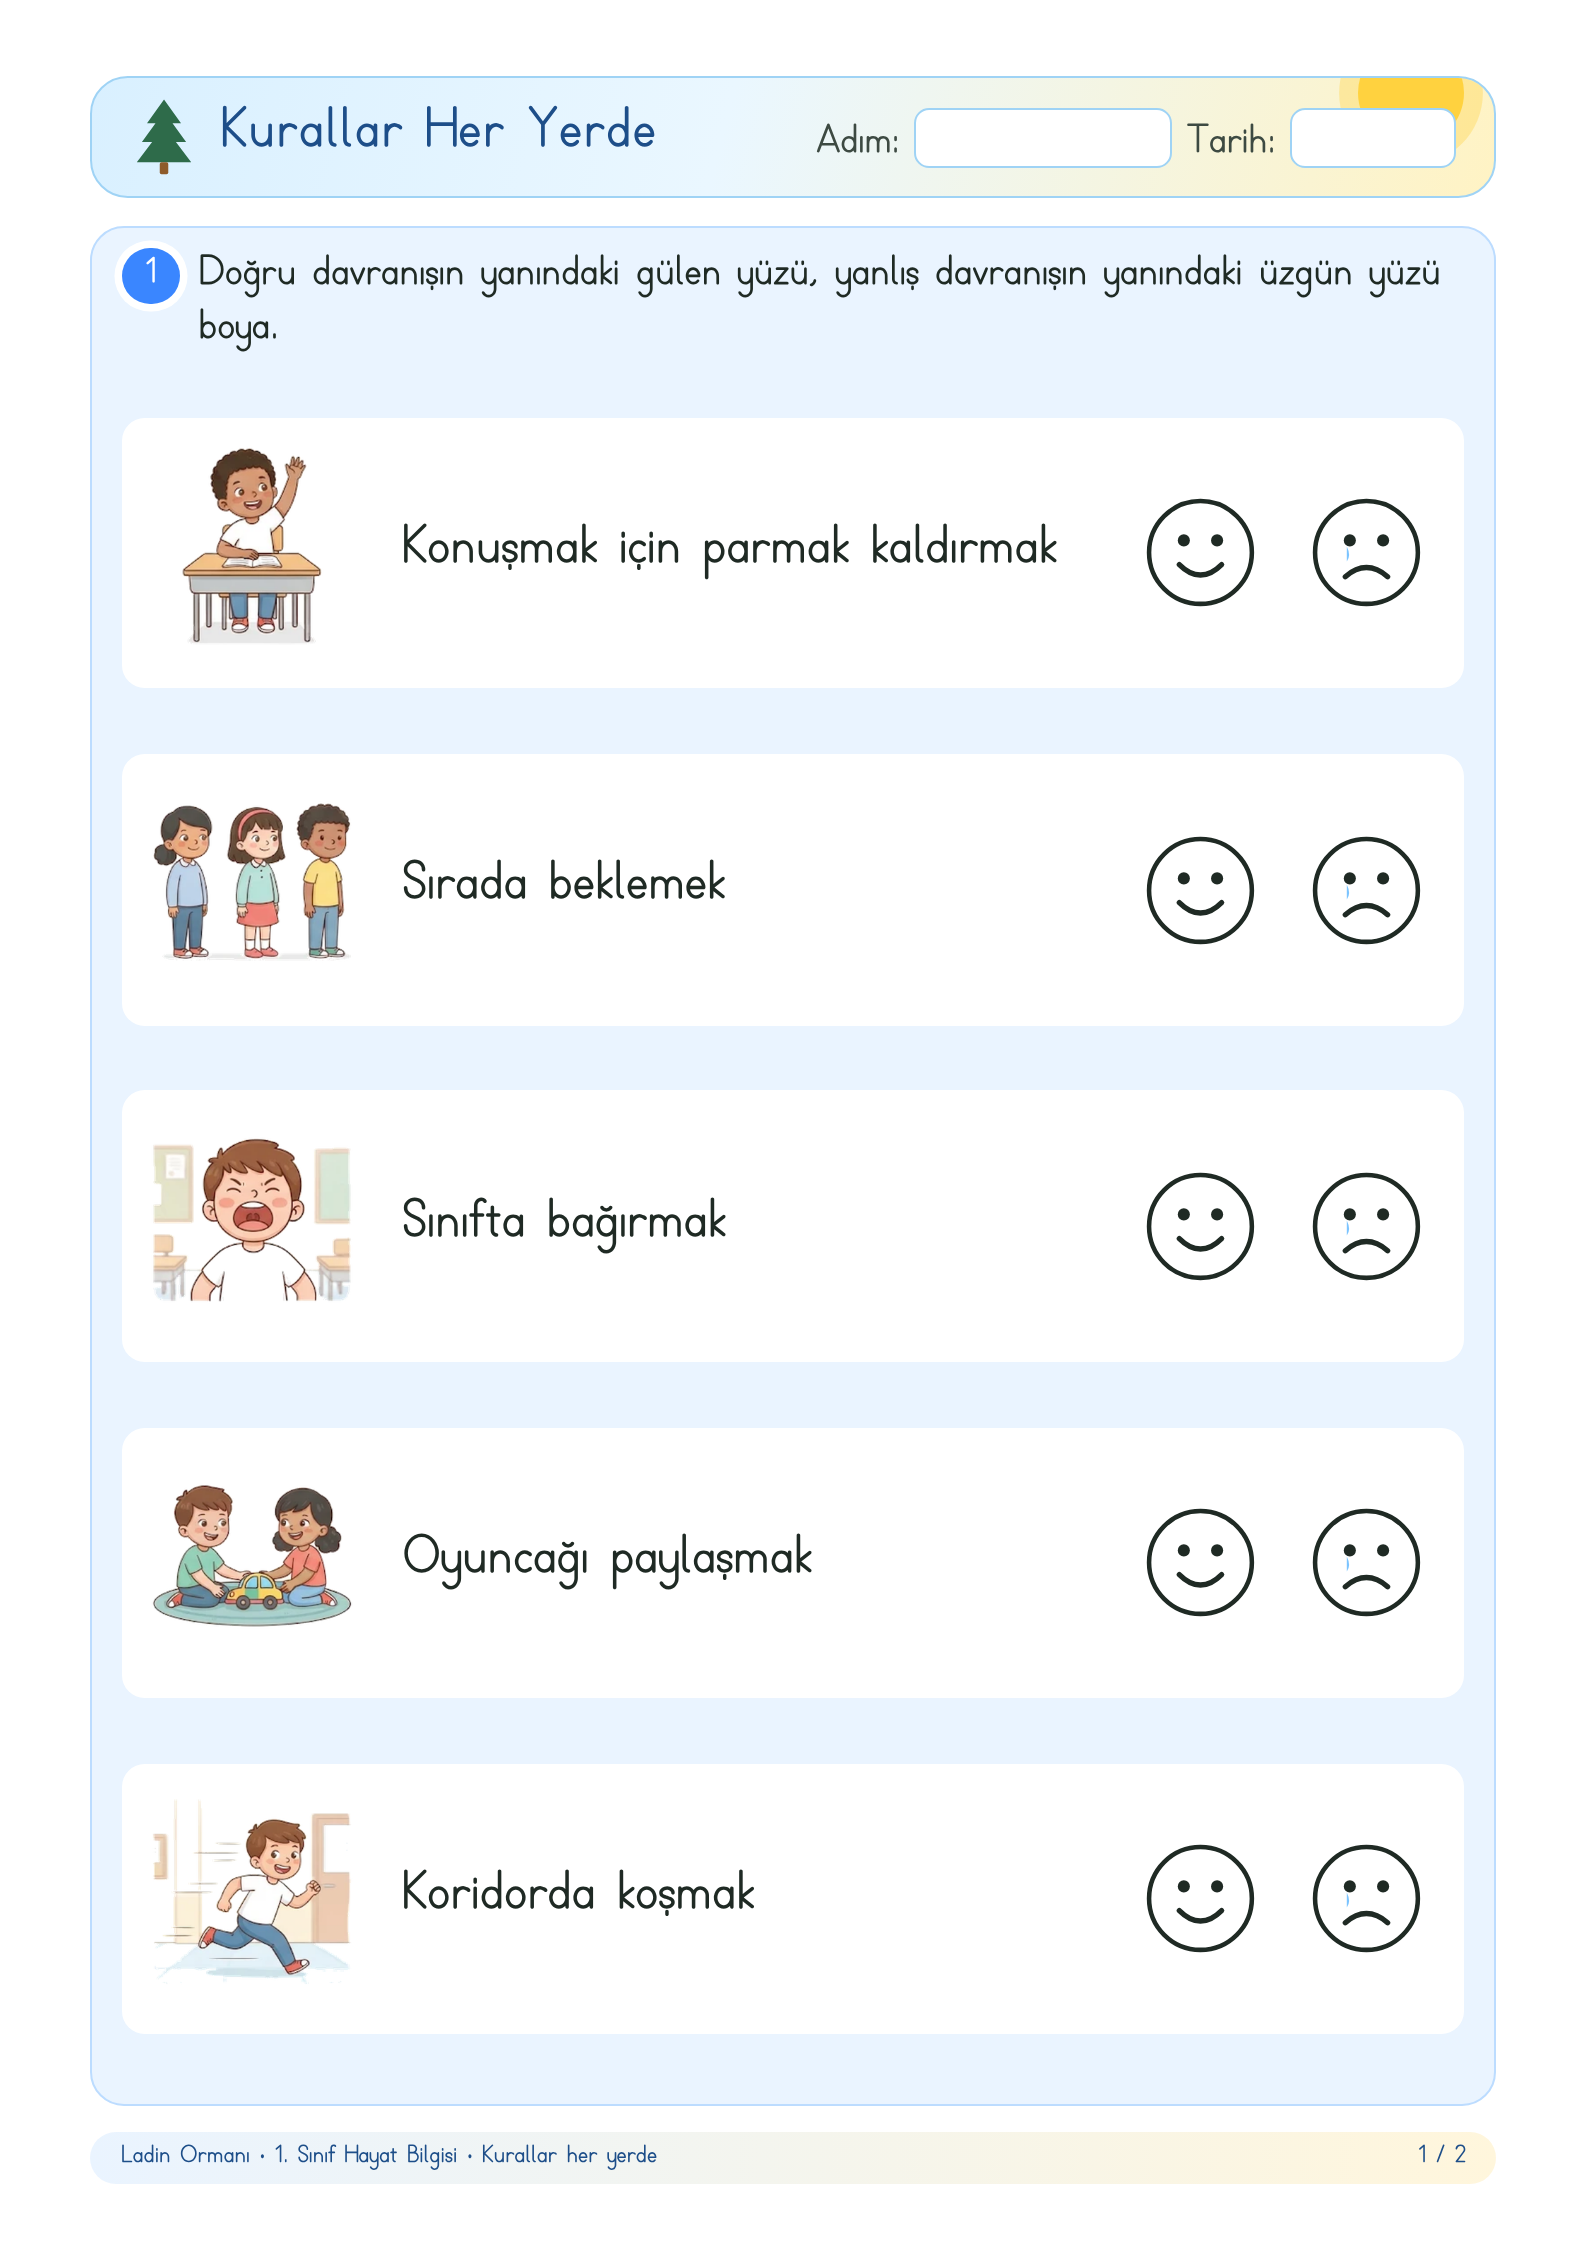 Kurallar Her Yerde
Adım:
Tarih:
1
Doğru davranışın yanındaki gülen yüzü, yanlış davranışın yanındaki üzgün yüzü
boya.
Konuşmak için parmak kaldırmak
Sırada beklemek
Sınıfta bağırmak
Oyuncağı paylaşmak
Koridorda koşmak
Ladin Ormanı • 1. Sınıf Hayat Bilgisi • Kurallar her yerde
1 / 2